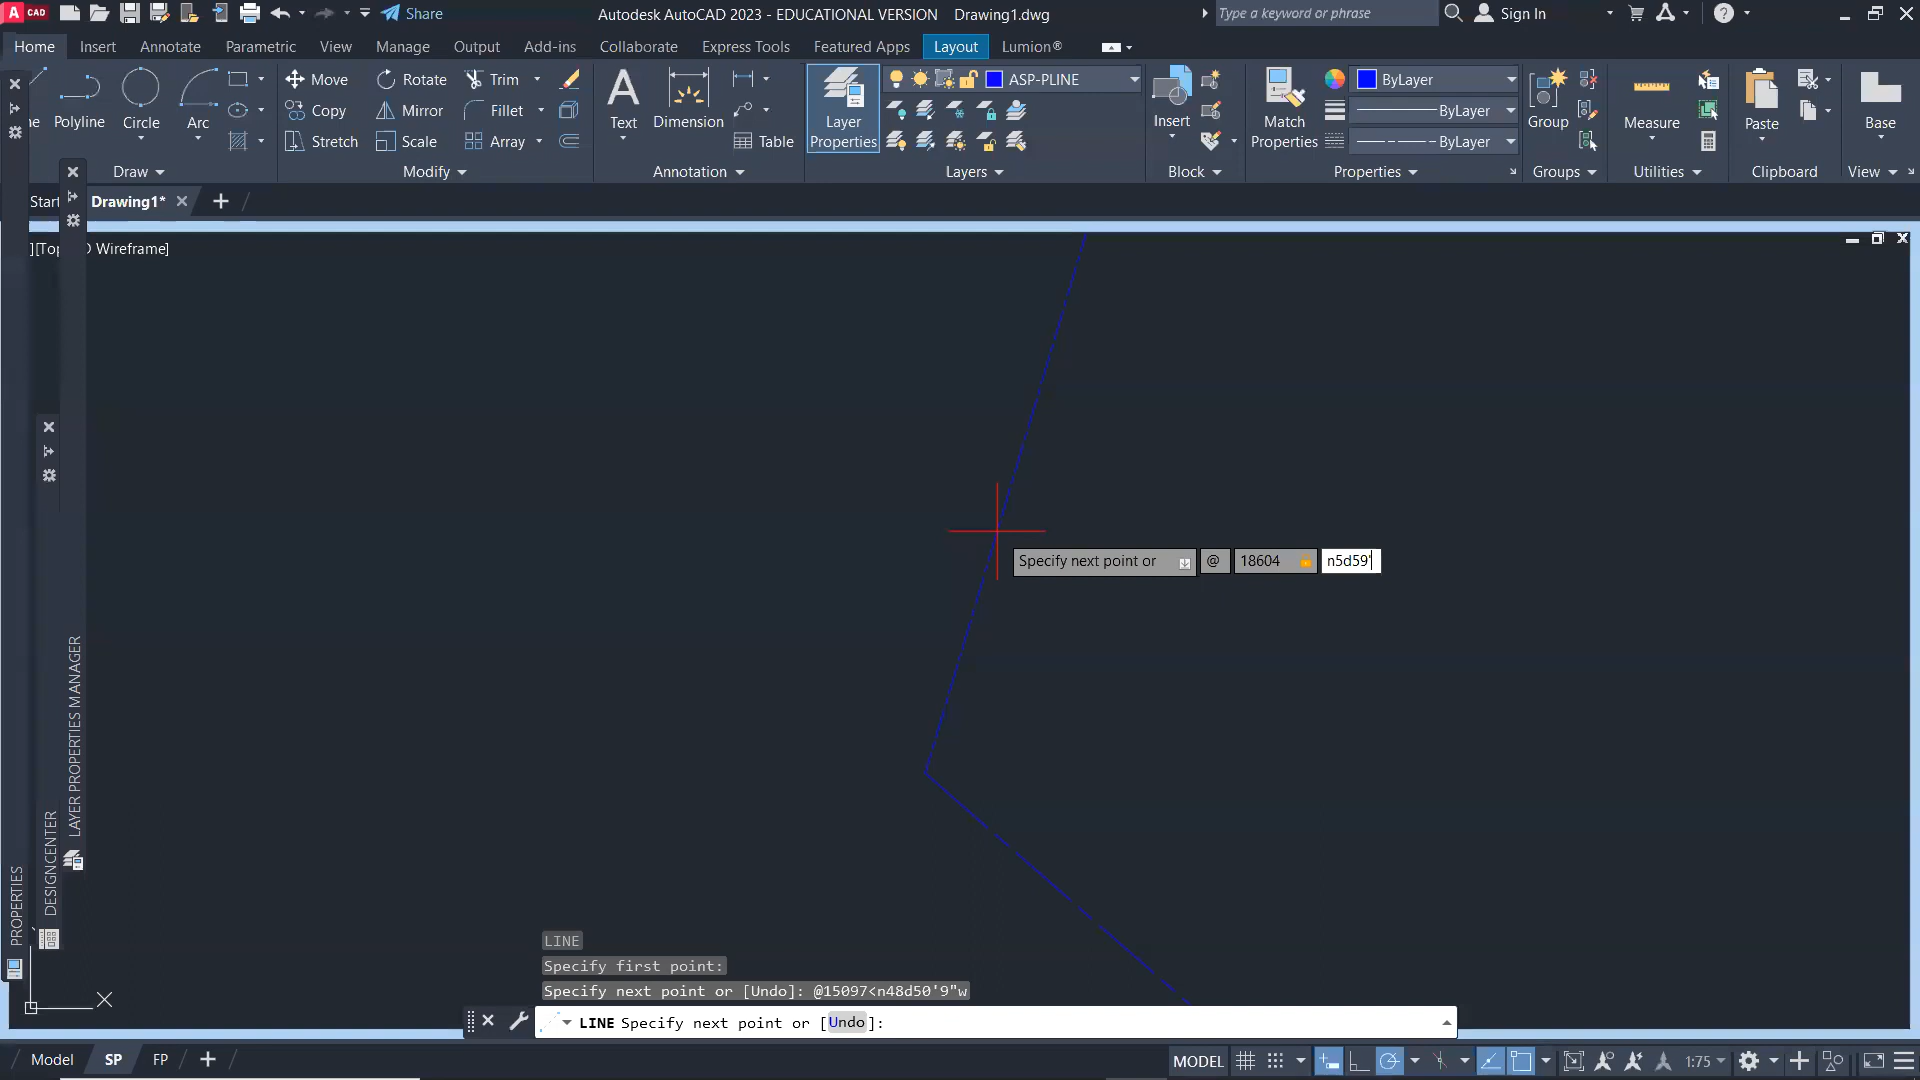 A CAD Share Autodesk AutoCAD 2023 - EDUCATIONAL VERSION Drawing1.dwg Type a keyword or phrase Sign In
Home Insert Annotate Parametric View Manage Output Add-ins Collaborate Express Tools Featured Apps Layout Lumion®
ne Polyline Circle Arc
Move Rotate Trim
Copy Mirror Fillet
Stretch Scale Array
Text Dimension Table
Layer Properties ASP-PLINE
Insert
Match Properties
ByLayer
ByLayer
ByLayer
Group Measure Paste Base
Draw Modify Annotation Layers Block Properties Groups Utilities Clipboard View
Start Drawing1*
][Top D Wireframe]
Specify next point or @ 18604 n5d59'
PROPERTIES
DESIGNCENTER
LAYER PROPERTIES MANAGER
LINE
Specify first point:
Specify next point or [Undo]: @15097<n48d50'9"w
LINE Specify next point or [Undo]:
Model SP FP MODEL 1:75